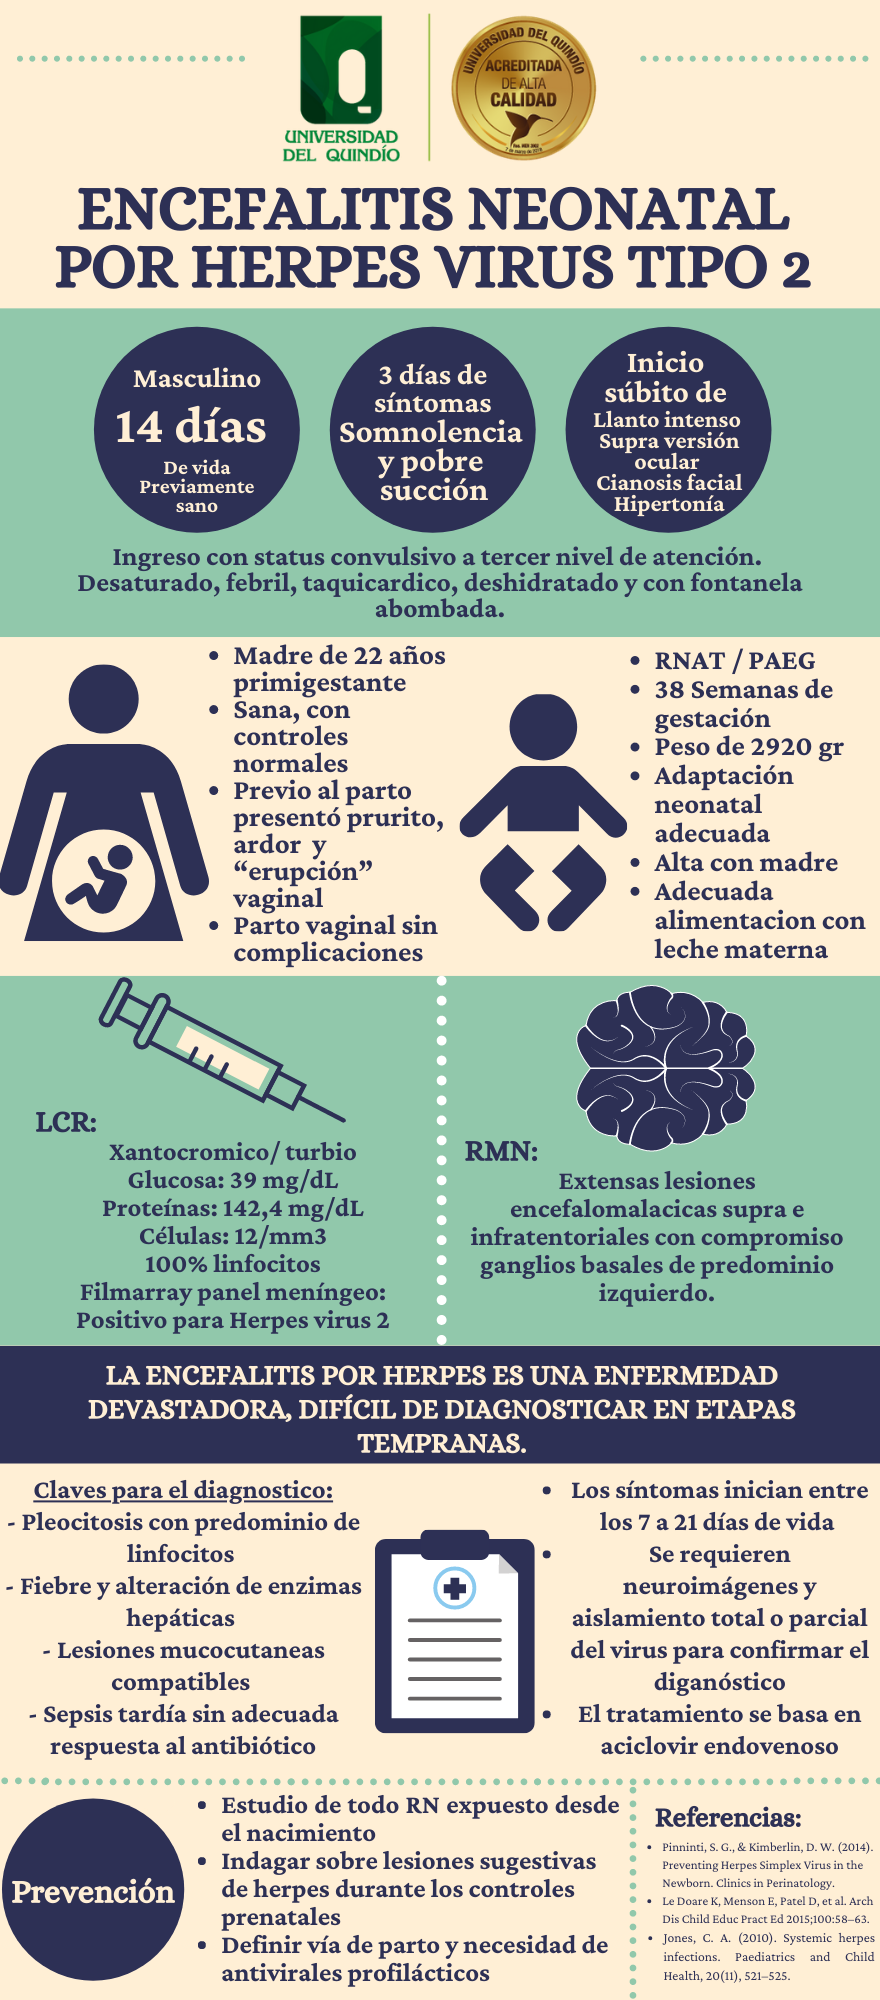 UNIVERSIDAD
DEL QUINDÍO
UNIVERSIDAD DEL QUINDÍO
ACREDITADA
DE ALTA
CALIDAD
ENCEFALITIS NEONATAL
POR HERPES VIRUS TIPO 2
Masculino
14 días
De vida
Previamente
sano
3 días de
síntomas
Somnolencia
y pobre
succión
Inicio
súbito de
Llanto intenso
Supra versión
ocular
Cianosis facial
Hipertonía
Ingreso con status convulsivo a tercer nivel de atención.
Desaturado, febril, taquicardico, deshidratado y con fontanela
abombada.
• Madre de 22 años
primigestante
• Sana, con
controles
normales
• Previo al parto
presentó prurito,
ardor y
“erupción”
vaginal
• Parto vaginal sin
complicaciones
• RNAT / PAEG
• 38 Semanas de
gestación
• Peso de 2920 gr
• Adaptación
neonatal
adecuada
• Alta con madre
• Adecuada
alimentacion con
leche materna
LCR:
Xantocromico/ turbio
Glucosa: 39 mg/dL
Proteínas: 142,4 mg/dL
Células: 12/mm3
100% linfocitos
Filmarray panel meníngeo:
Positivo para Herpes virus 2
RMN:
Extensas lesiones
encefalomalacicas supra e
infratentoriales con compromiso
ganglios basales de predominio
izquierdo.
LA ENCEFALITIS POR HERPES ES UNA ENFERMEDAD
DEVASTADORA, DIFÍCIL DE DIAGNOSTICAR EN ETAPAS
TEMPRANAS.
Claves para el diagnostico:
- Pleocitosis con predominio de
linfocitos
- Fiebre y alteración de enzimas
hepáticas
- Lesiones mucocutaneas
compatibles
- Sepsis tardía sin adecuada
respuesta al antibiótico
• Los síntomas inician entre
los 7 a 21 días de vida
• Se requieren
neuroimágenes y
aislamiento total o parcial
del virus para confirmar el
diganóstico
• El tratamiento se basa en
aciclovir endovenoso
Prevención
• Estudio de todo RN expuesto desde
el nacimiento
• Indagar sobre lesiones sugestivas
de herpes durante los controles
prenatales
• Definir vía de parto y necesidad de
antivirales profilácticos
Referencias:
• Pinninti, S. G., & Kimberlin, D. W. (2014).
Preventing Herpes Simplex Virus in the
Newborn. Clinics in Perinatology.
• Le Doare K, Menson E, Patel D, et al. Arch
Dis Child Educ Pract Ed 2015;100:58–63.
• Jones, C. A. (2010). Systemic herpes
infections. Paediatrics and Child
Health, 20(11), 521–525.